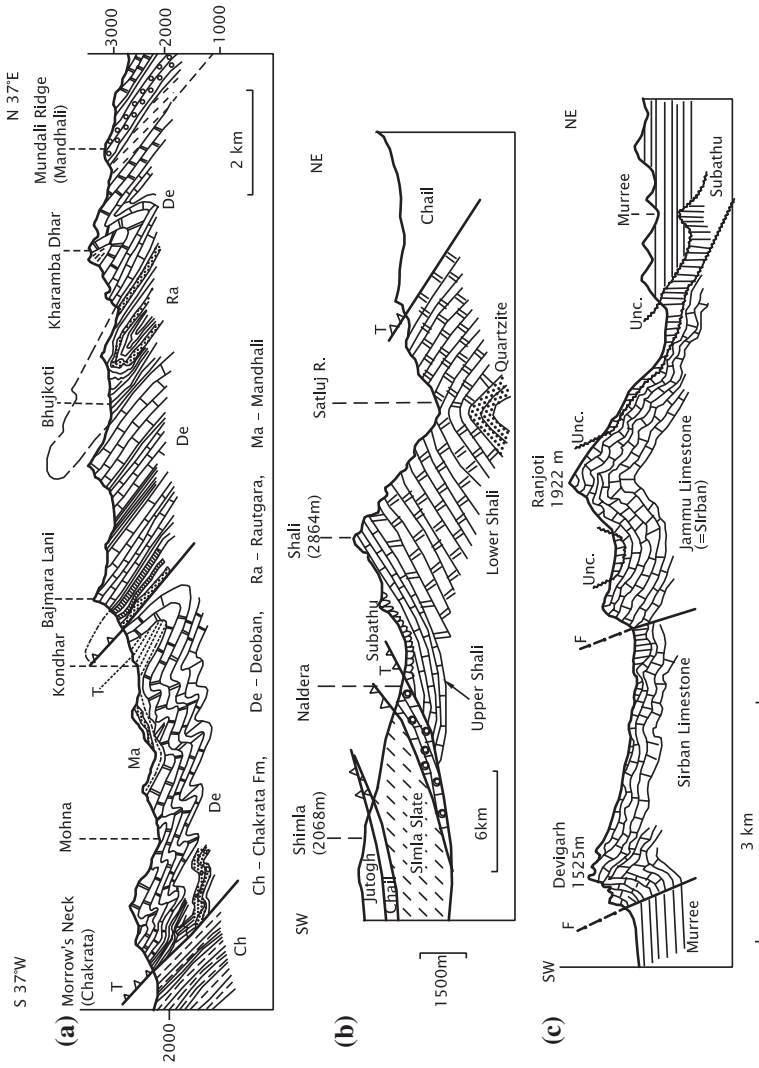 (a)
S 37°W
N 37°E
Morrow's Neck
(Chakrata)
Mohna
Kondhar
Bajmara Lani
Bhujkoti
Kharamba Dhar
Mundali Ridge
(Mandhali)
3000
2000
1000
2000
T
Ma
T
De
Ch
De
Ra
De
2 km
Ch – Chakrata Fm, De – Deoban, Ra – Rautgara, Ma – Mandhali
(b)
SW
NE
Shimla
(2068m)
Naldera
Shali
(2864m)
Satluj R.
Jutogh
Chail
SImla Slate
T
Subathu
Upper Shali
Lower Shali
Quartzite
T
Chail
1500m
6km
(c)
SW
NE
Devigarh
1525m
F
Murree
Sirban Limestone
F
Unc.
Ranjoti
1922 m
Unc.
Jammu Limestone
(=SIrban)
Unc.
Murree
Subathu
3 km